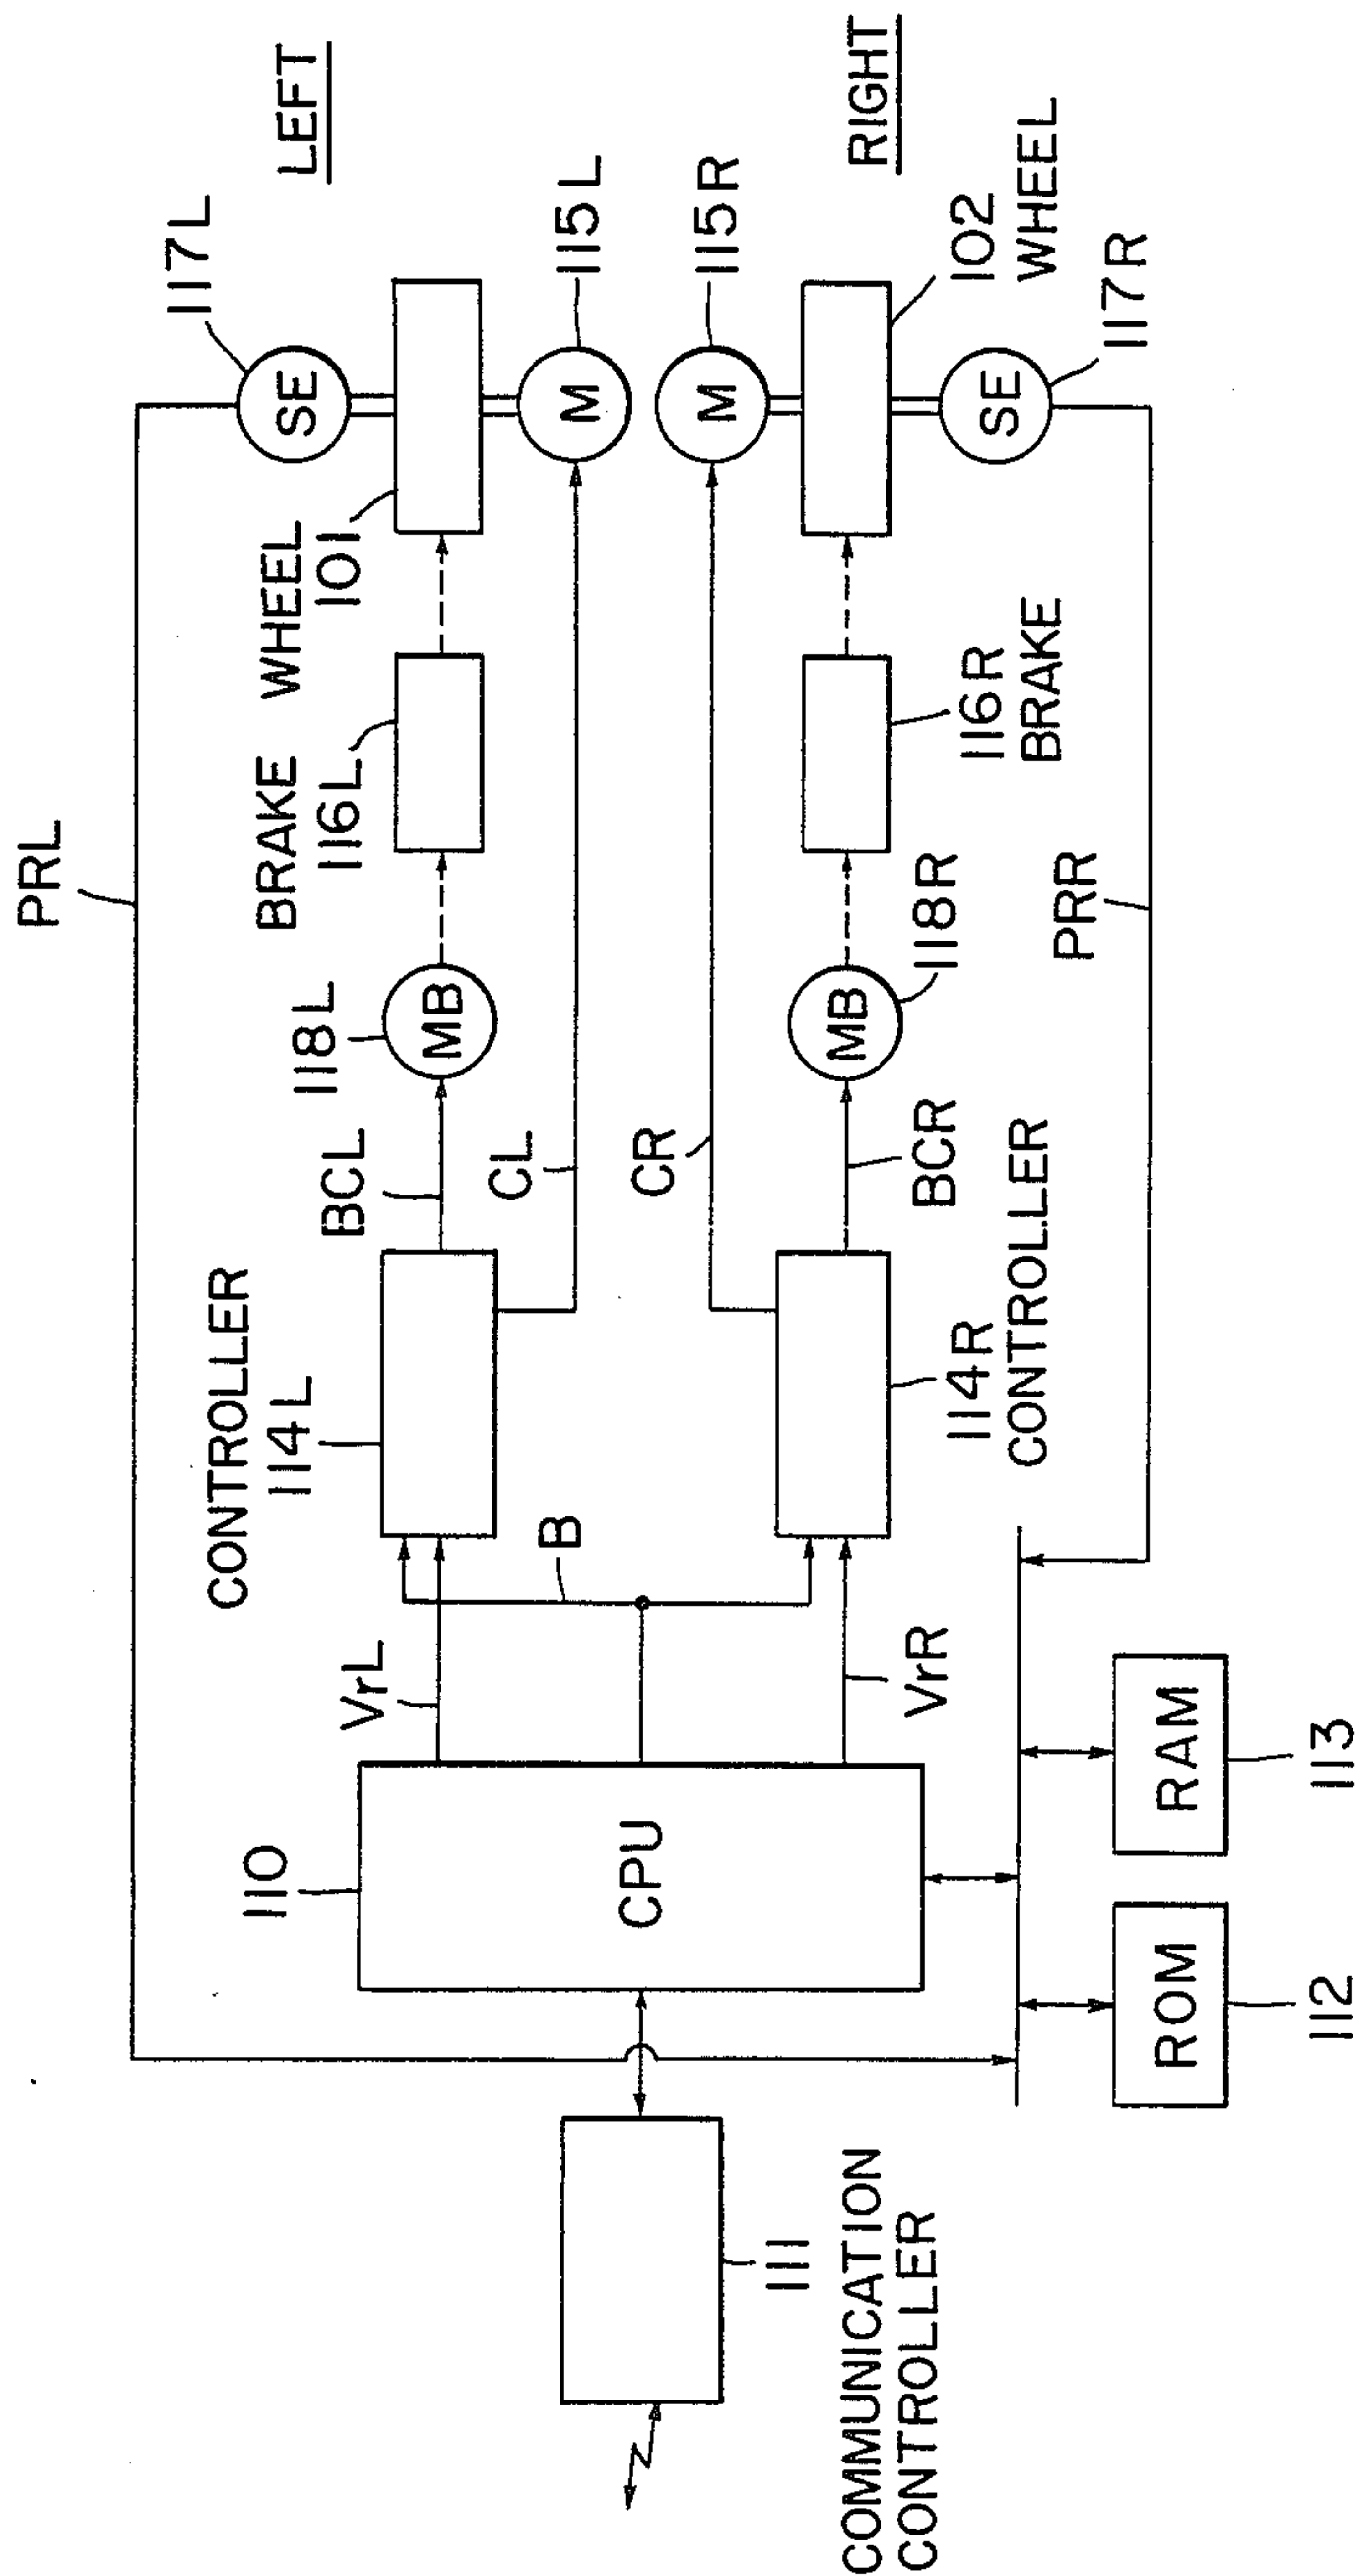 LEFT
117L
SE
115L
M
WHEEL
101
BRAKE
116L
PRL
118L
MB
BCL
CL
CONTROLLER
114L
B
VrL
110
CPU
111
COMMUNICATION
CONTROLLER
RIGHT
115R
M
102
WHEEL
117R
SE
116R
BRAKE
118R
MB
PRR
CR
BCR
114R
CONTROLLER
VrR
RAM
113
ROM
112